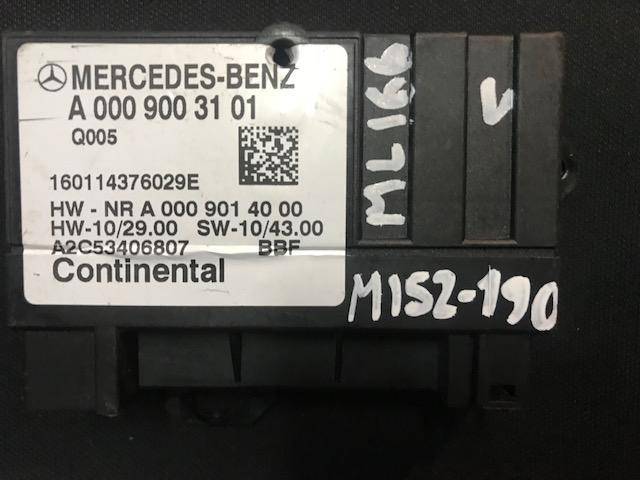 MERCEDES-BENZ
A 000 900 31 01
Q005
160114376029E
HW - NR A 000 901 40 00
HW-10/29.00 SW-10/43.00
A2C53406807 BBF
Continental
ML166
V
M152-190